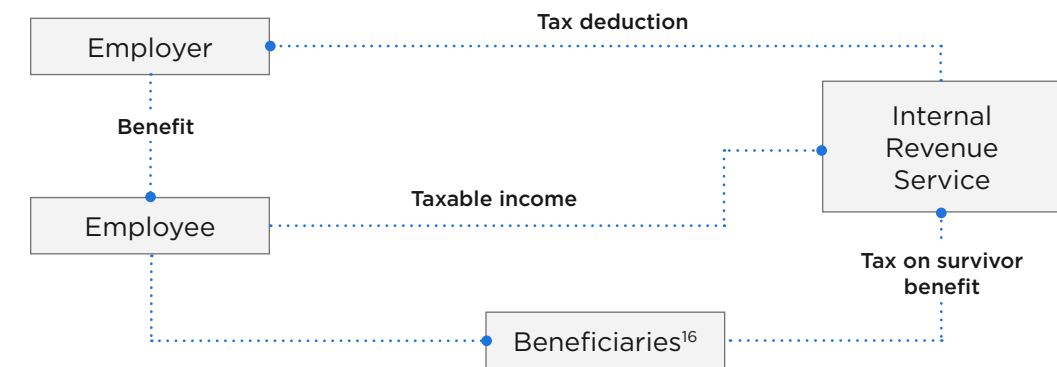 Tax deduction
Employer
Internal
Revenue
Service
Benefit
Taxable income
Employee
Tax on survivor
benefit
Beneficiaries¹⁶